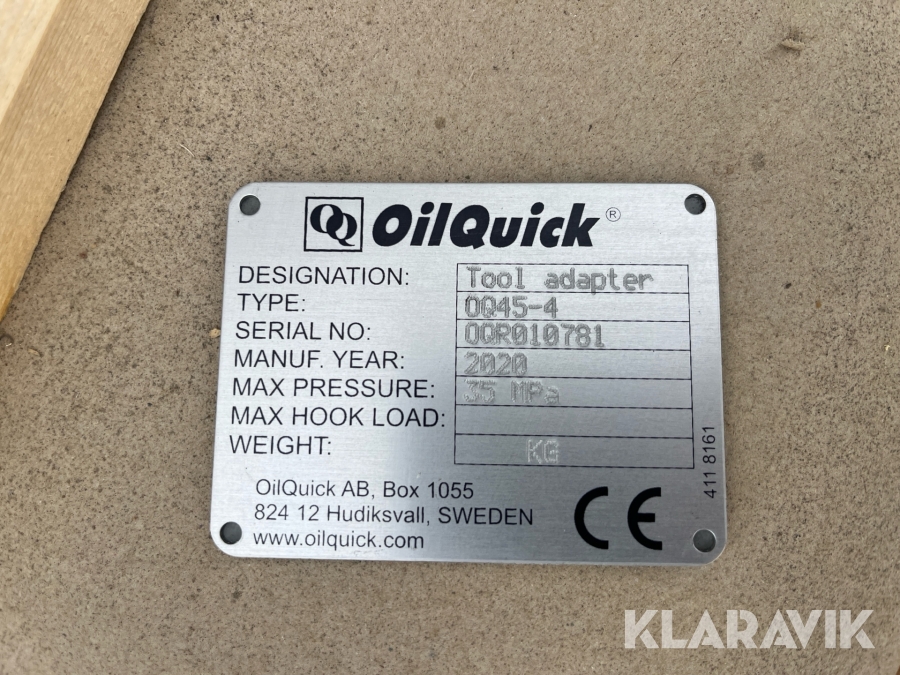 QQ OilQuick®
DESIGNATION: Tool adapter
TYPE: OQ45-4
SERIAL NO: OQR010781
MANUF. YEAR: 2020
MAX PRESSURE: 35 MPa
MAX HOOK LOAD:
WEIGHT: KG
OilQuick AB, Box 1055
824 12 Hudiksvall, SWEDEN
www.oilquick.com
CE
411 8161
KLARAVIK